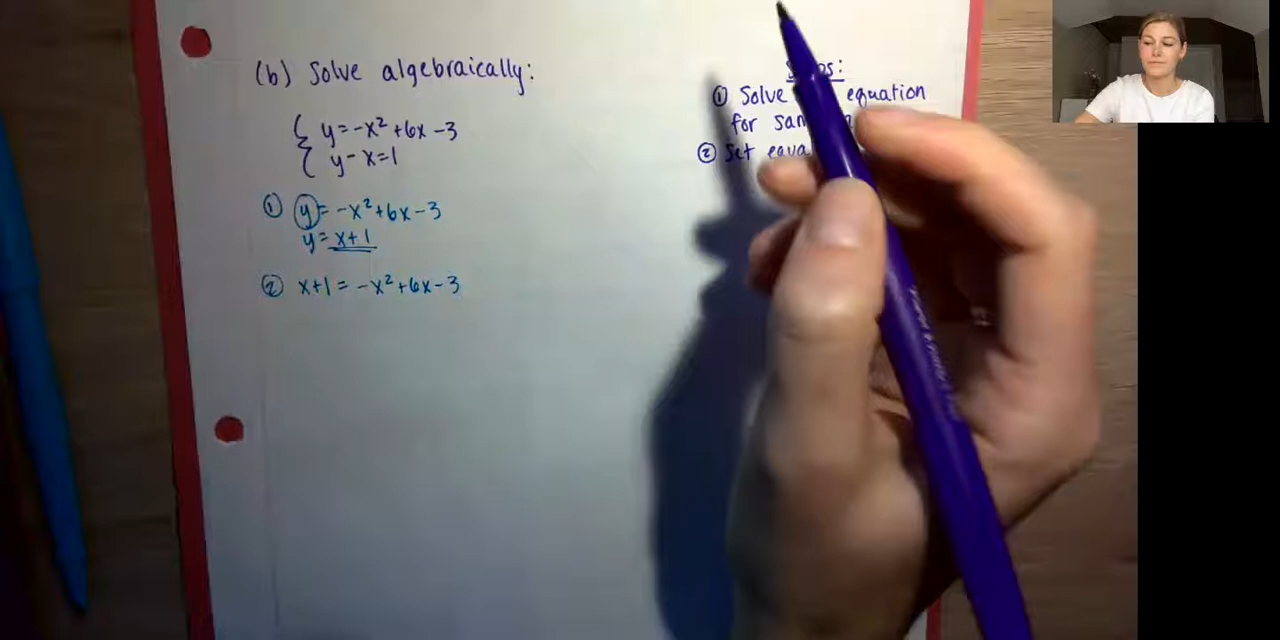 (b) Solve algebraically:
{ y = -x² + 6x - 3
y - x = 1
① y = -x² + 6x - 3
y = x + 1
② x + 1 = -x² + 6x - 3
① Solve equation
for
② Set